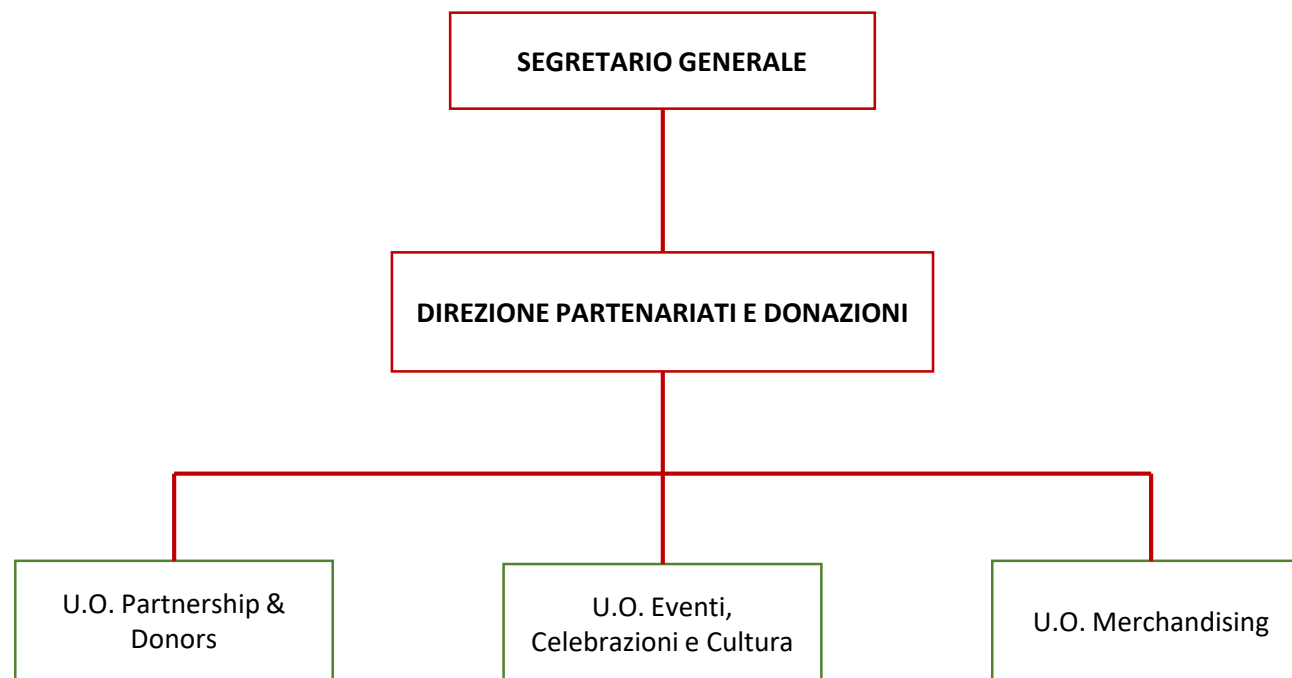 SEGRETARIO GENERALE
DIREZIONE PARTENARIATI E DONAZIONI
U.O. Partnership &
Donors
U.O. Eventi,
Celebrazioni e Cultura
U.O. Merchandising